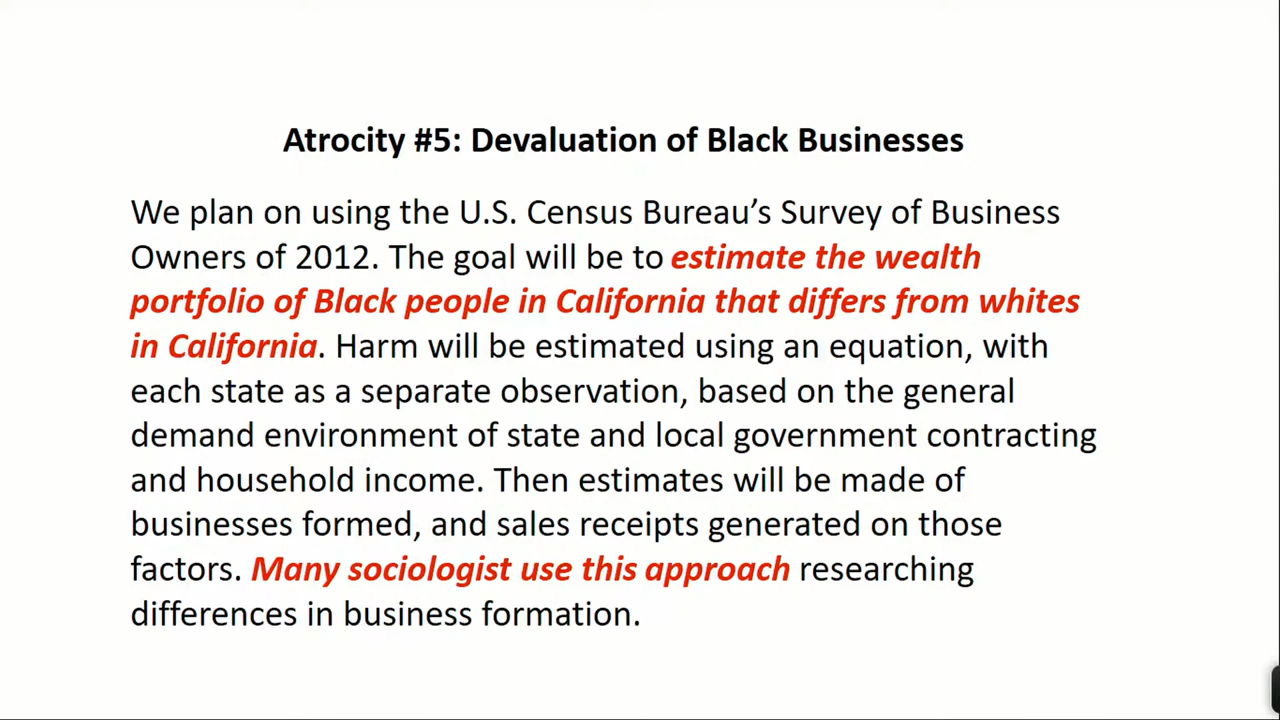 Atrocity #5: Devaluation of Black Businesses
We plan on using the U.S. Census Bureau’s Survey of Business
Owners of 2012. The goal will be to estimate the wealth
portfolio of Black people in California that differs from whites
in California. Harm will be estimated using an equation, with
each state as a separate observation, based on the general
demand environment of state and local government contracting
and household income. Then estimates will be made of
businesses formed, and sales receipts generated on those
factors. Many sociologist use this approach researching
differences in business formation.